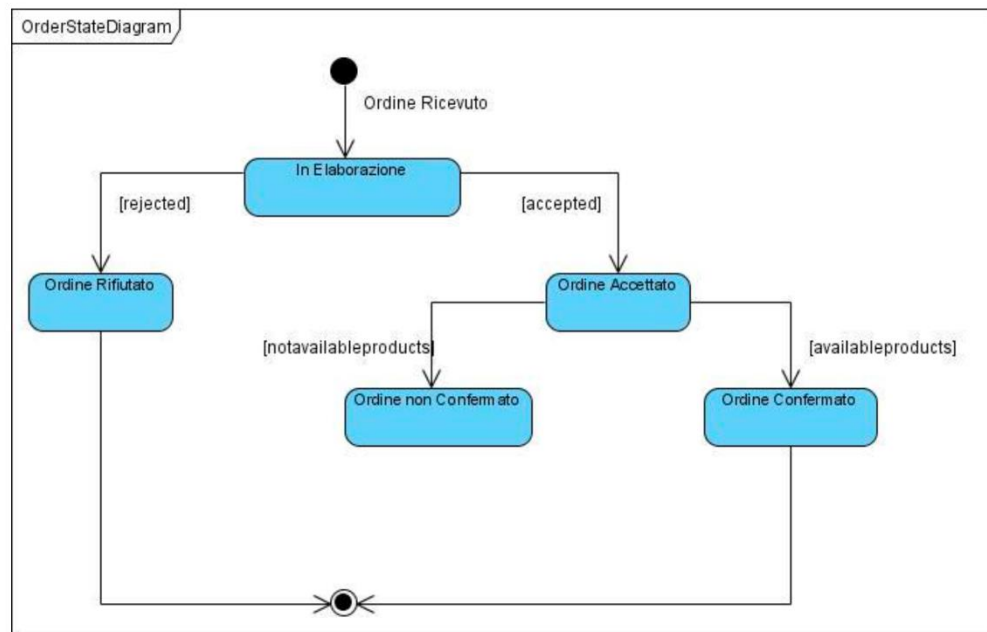 OrderStateDiagram
Ordine Ricevuto
In Elaborazione
[rejected]
[accepted]
Ordine Rifiutato
Ordine Accettato
[notavailableproducts]
[availableproducts]
Ordine non Confermato
Ordine Confermato